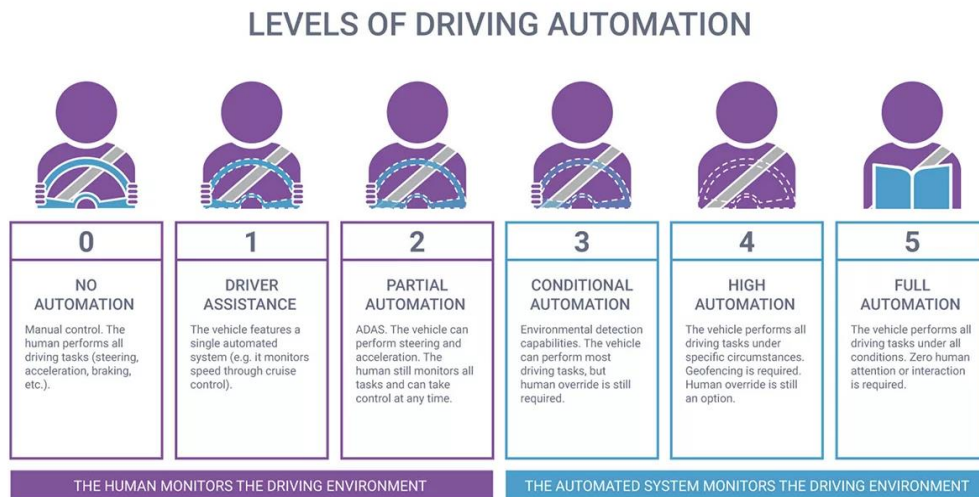 LEVELS OF DRIVING AUTOMATION
0
NO
AUTOMATION
Manual control. The
human performs all
driving tasks (steering,
acceleration, braking,
etc.).
1
DRIVER
ASSISTANCE
The vehicle features a
single automated
system (e.g. it monitors
speed through cruise
control).
2
PARTIAL
AUTOMATION
ADAS. The vehicle can
perform steering and
acceleration. The
human still monitors all
tasks and can take
control at any time.
3
CONDITIONAL
AUTOMATION
Environmental detection
capabilities. The vehicle
can perform most
driving tasks, but
human override is still
required.
4
HIGH
AUTOMATION
The vehicle performs all
driving tasks under
specific circumstances.
Geofencing is required.
Human override is still
an option.
5
FULL
AUTOMATION
The vehicle performs all
driving tasks under all
conditions. Zero human
attention or interaction
is required.
THE HUMAN MONITORS THE DRIVING ENVIRONMENT
THE AUTOMATED SYSTEM MONITORS THE DRIVING ENVIRONMENT